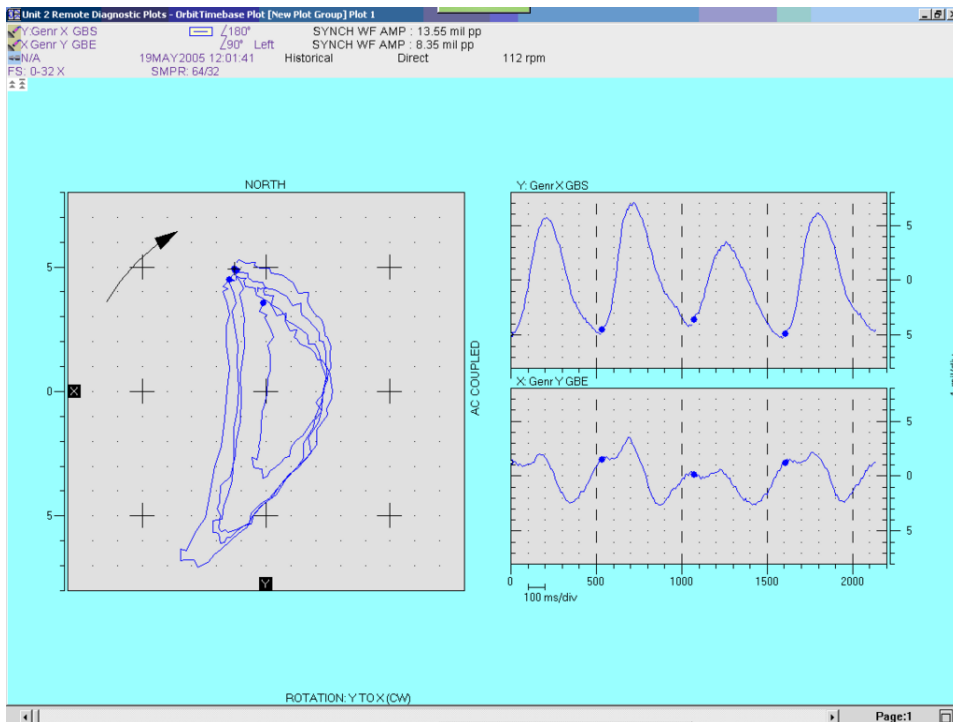 Unit 2 Remote Diagnostic Plots - OrbitTimebase Plot [New Plot Group] Plot 1
Y:Genr X GBS ∠180° SYNCH WF AMP : 13.55 mil pp
X:Genr Y GBE ∠90° Left SYNCH WF AMP : 8.35 mil pp
N/A 19MAY2005 12:01:41 Historical Direct 112 rpm
FS: 0-32 X SMPR: 64/32
NORTH
5
0
5
X
Y
AC COUPLED
Y: Genr X GBS
5
0
5
X: Genr Y GBE
5
0
5
0 500 1000 1500 2000
100 ms/div
ROTATION: Y TO X (CW)
Page:1